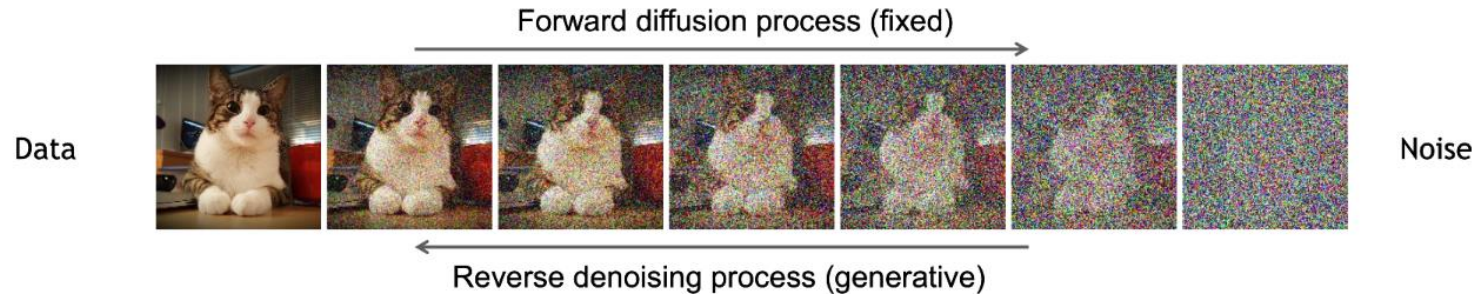 Forward diffusion process (fixed)
Data
Noise
Reverse denoising process (generative)